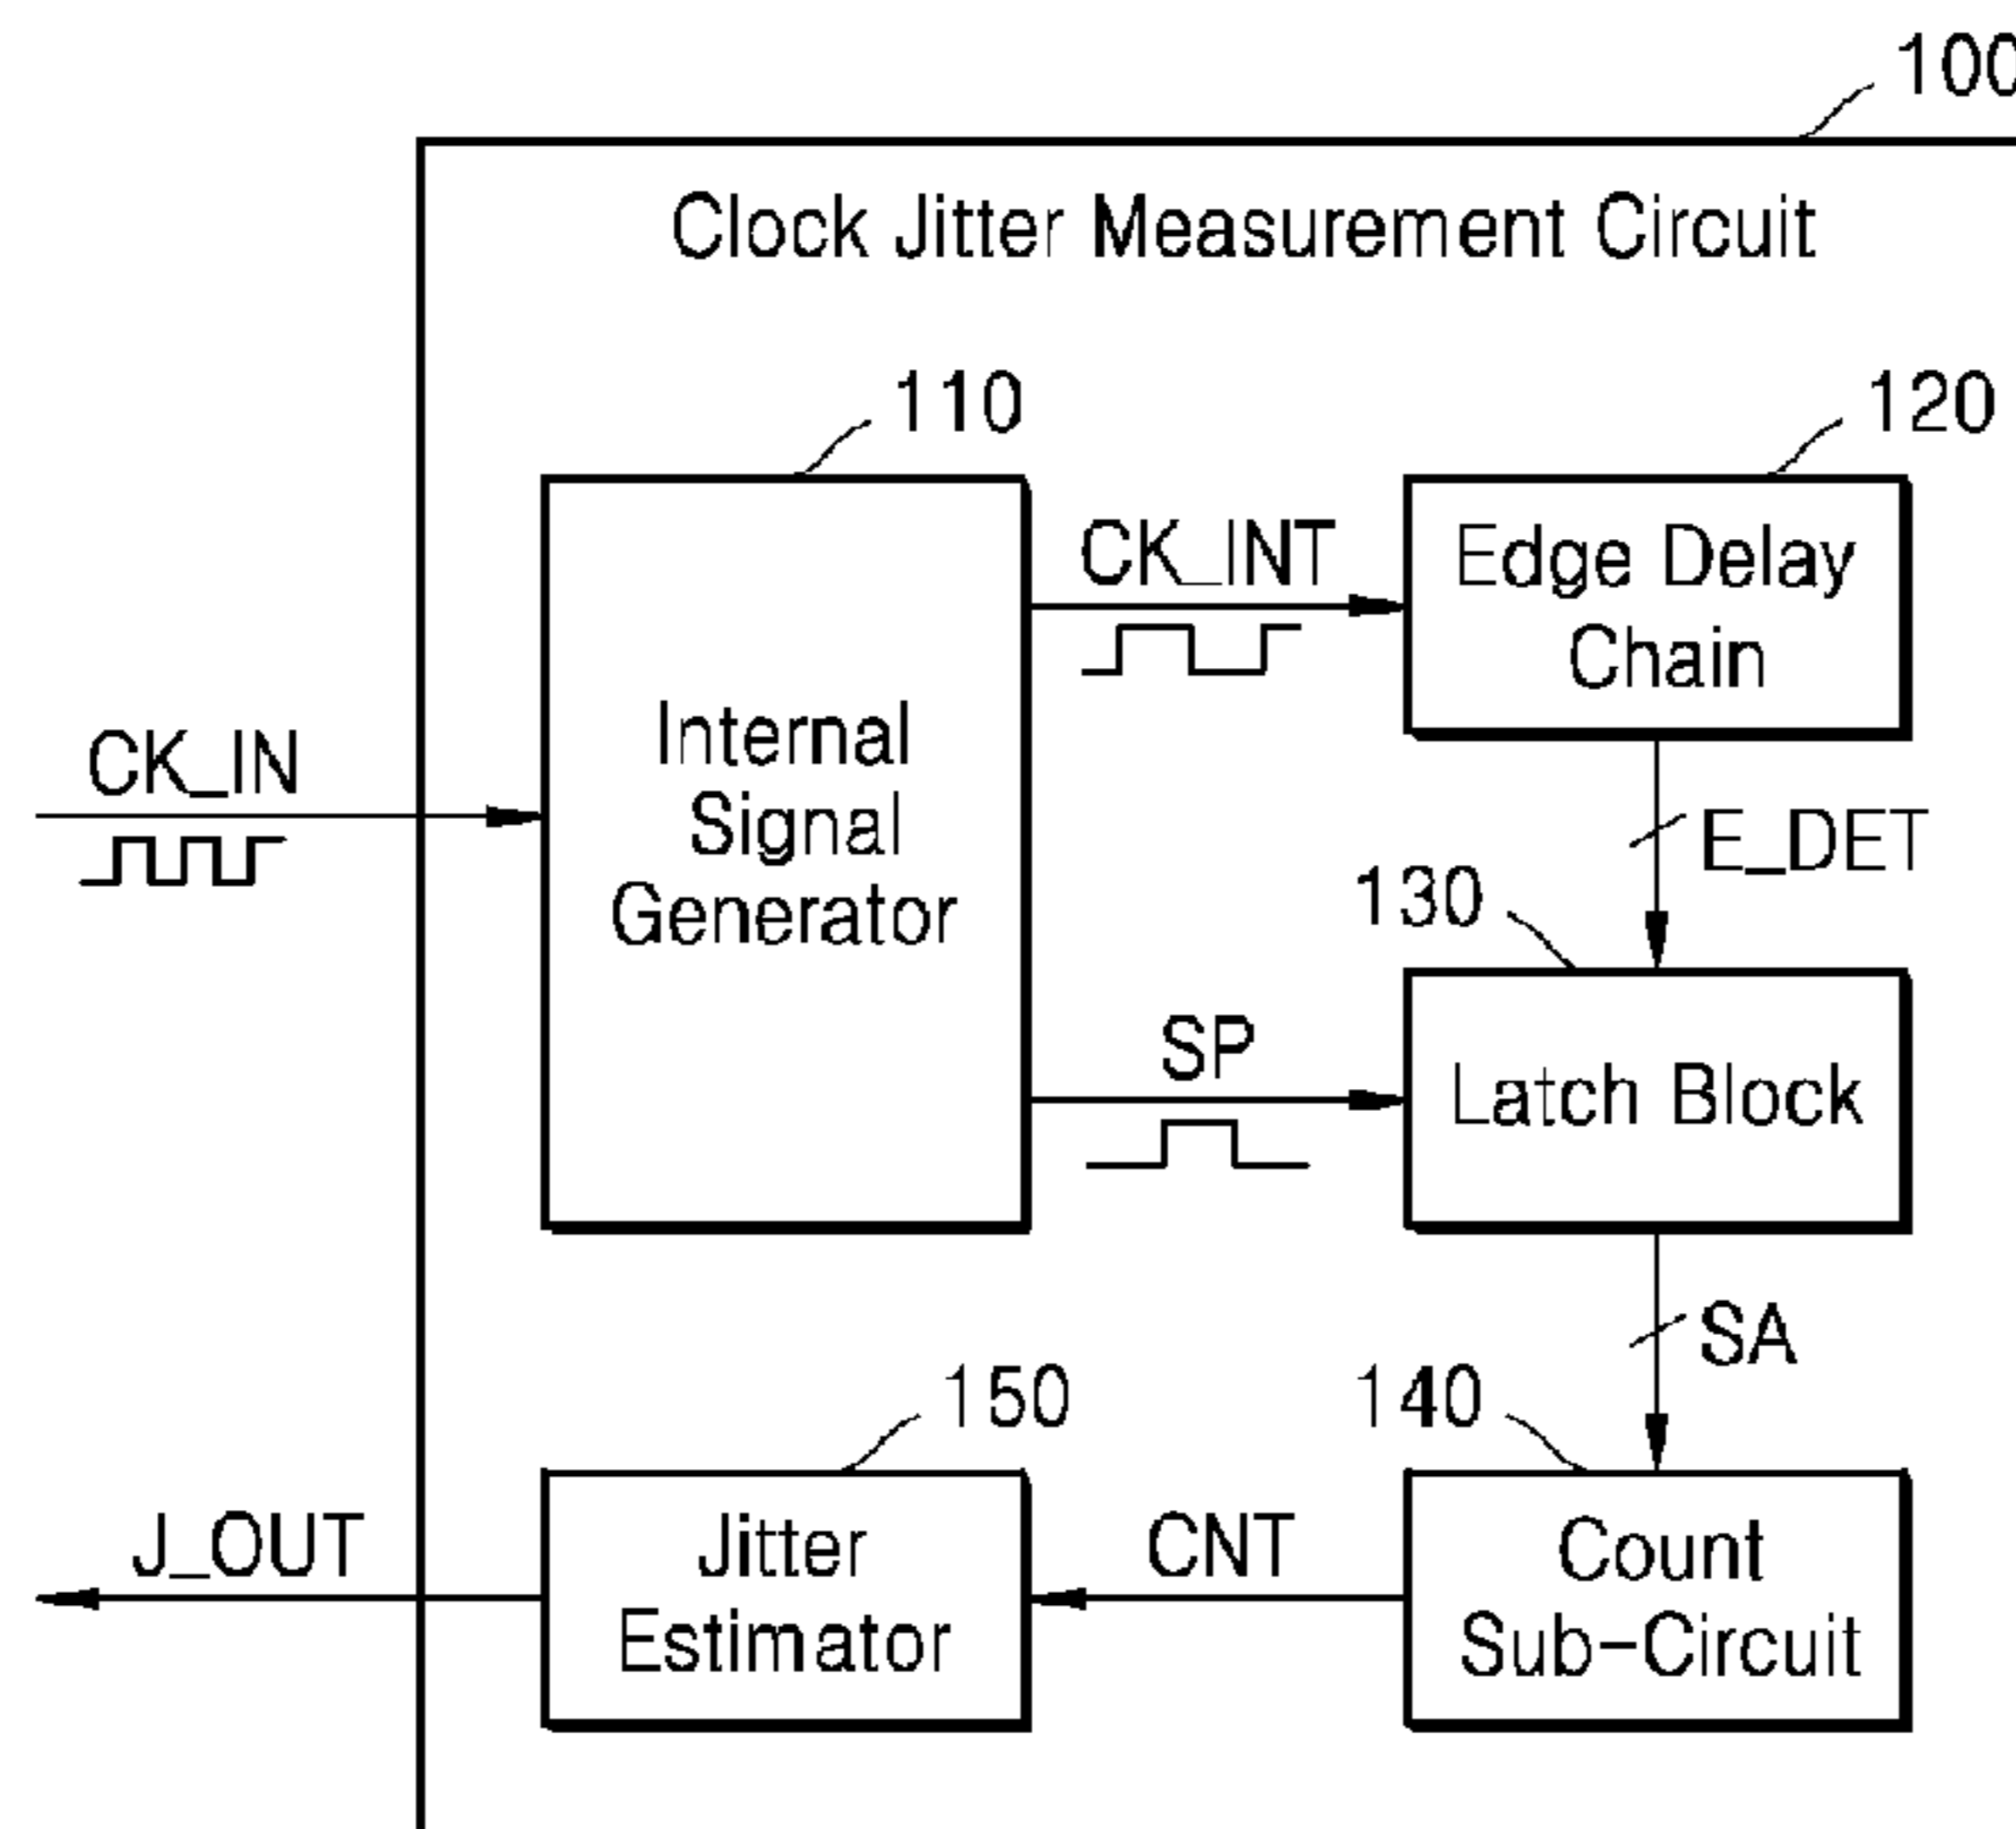 100
Clock Jitter Measurement Circuit
110
120
CK_INT
Edge Delay
Chain
CK_IN
Internal
Signal
Generator
E_DET
130
SP
Latch Block
SA
150
140
J_OUT
Jitter
Estimator
CNT
Count
Sub-Circuit